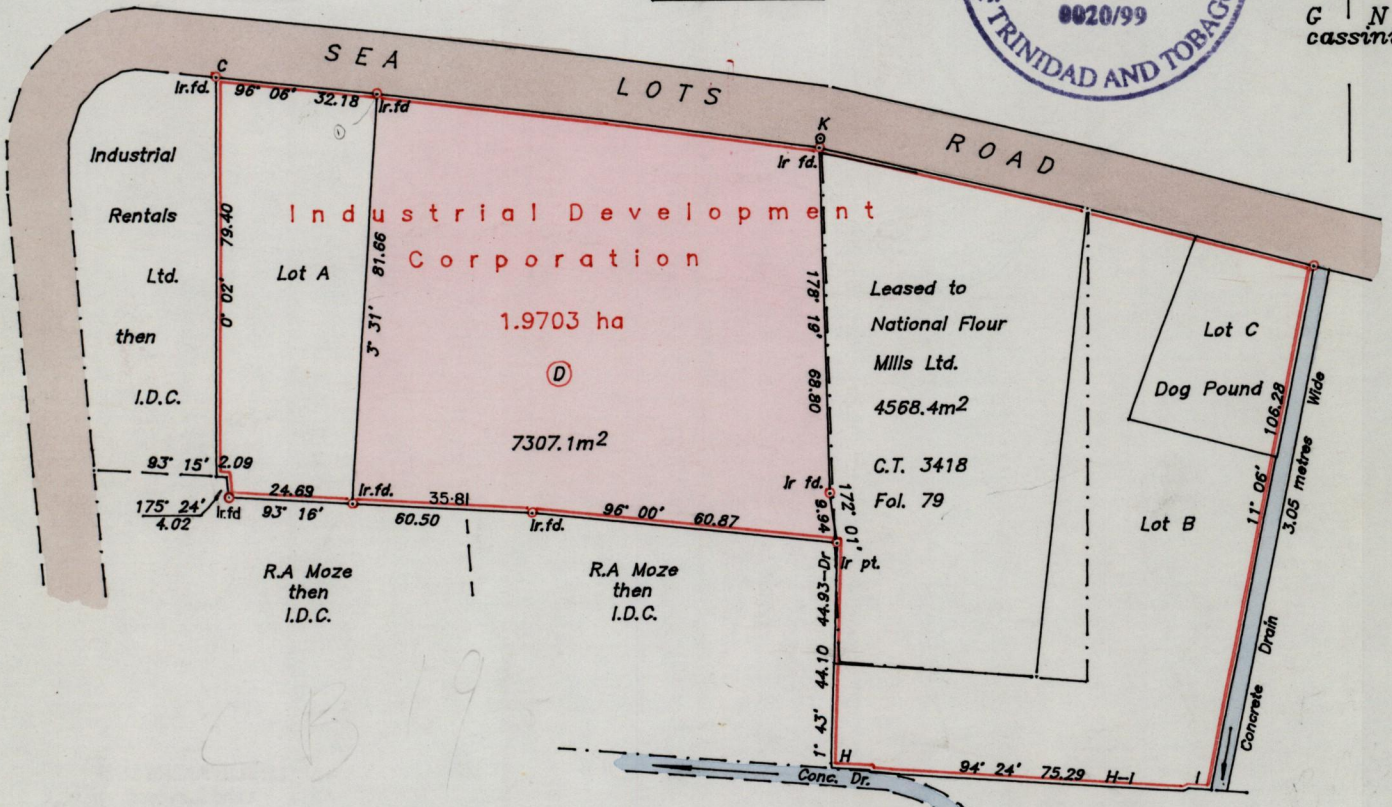 0020/99
TRINIDAD AND TOBAGO
G N
cassini
SEA LOTS ROAD
C
Ir.fd.
96° 06' 32.18
Ir.fd
K
Ir fd.
Industrial
Rentals
Ltd.
then
I.D.C.
0° 02' 79.40
Lot A
3° 31' 81.66
Industrial Development
Corporation
1.9703 ha
D
7307.1m2
178° 19' 68.80
Leased to
National Flour
Mills Ltd.
4568.4m2
C.T. 3418
Fol. 79
Lot C
Dog Pound
Lot B
11° 06' 106.28
3.05 metres Wide
Concrete Drain
93° 15' 2.09
175° 24'
4.02
Ir.fd
24.69
93° 16'
Ir.fd.
35.81
60.50
Ir.fd.
96° 00' 60.87
Ir fd.
9.94
172° 01'
Ir pt.
R.A Moze
then
I.D.C.
R.A Moze
then
I.D.C.
44.93-Dr
1° 43' 44.10
H
94° 24' 75.29 H-I
I
Conc. Dr.
C B 19